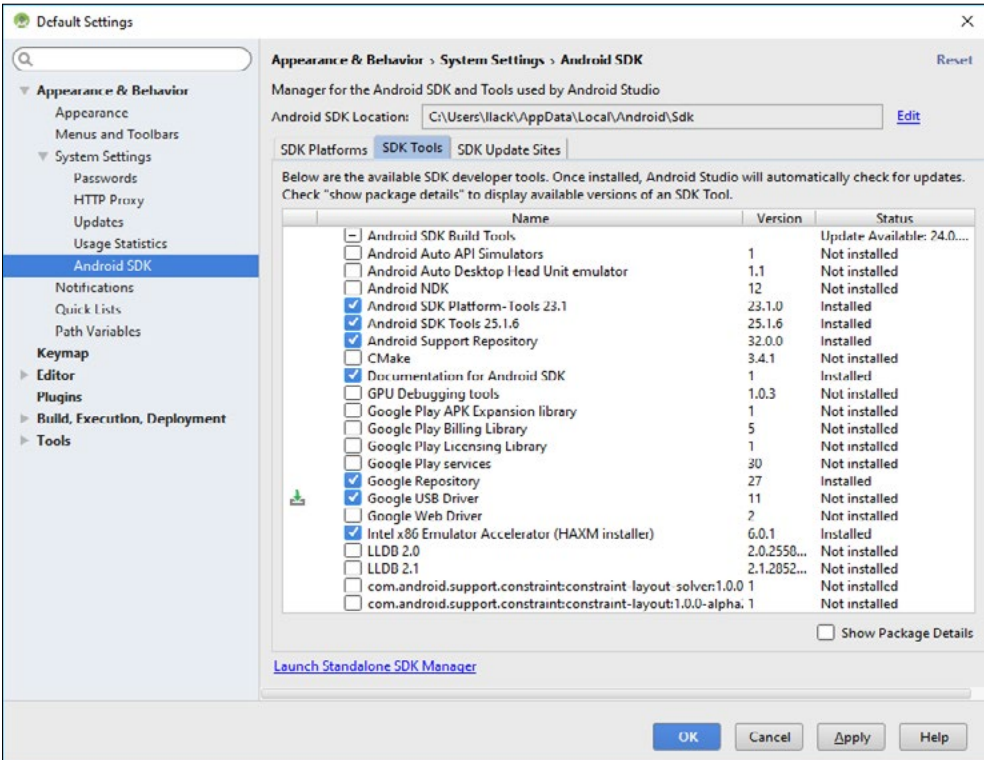 Default Settings
Appearance & Behavior › System Settings › Android SDK
Reset
Manager for the Android SDK and Tools used by Android Studio
Android SDK Location: C:\Users\llack\AppData\Local\Android\Sdk Edit
Appearance & Behavior
Appearance
Menus and Toolbars
System Settings
Passwords
HTTP Proxy
Updates
Usage Statistics
Android SDK
Notifications
Quick Lists
Path Variables
Keymap
Editor
Plugins
Build, Execution, Deployment
Tools
SDK Platforms SDK Tools SDK Update Sites
Below are the available SDK developer tools. Once installed, Android Studio will automatically check for updates.
Check "show package details" to display available versions of an SDK Tool.
Name Version Status
Android SDK Build Tools Update Available: 24.0....
Android Auto API Simulators 1 Not installed
Android Auto Desktop Head Unit emulator 1.1 Not installed
Android NDK 12 Not installed
Android SDK Platform-Tools 23.1 23.1.0 Installed
Android SDK Tools 25.1.6 25.1.6 Installed
Android Support Repository 32.0.0 Installed
CMake 3.4.1 Not installed
Documentation for Android SDK 1 Installed
GPU Debugging tools 1.0.3 Not installed
Google Play APK Expansion library 1 Not installed
Google Play Billing Library 5 Not installed
Google Play Licensing Library 1 Not installed
Google Play services 30 Not installed
Google Repository 27 Installed
Google USB Driver 11 Not installed
Google Web Driver 2 Not installed
Intel x86 Emulator Accelerator (HAXM installer) 6.0.1 Installed
LLDB 2.0 2.0.2558... Not installed
LLDB 2.1 2.1.2852... Not installed
com.android.support.constraint:constraint-layout-solver:1.0.0 1 Not installed
com.android.support.constraint:constraint-layout:1.0.0-alpha. 1 Not installed
Show Package Details
Launch Standalone SDK Manager
OK Cancel Apply Help